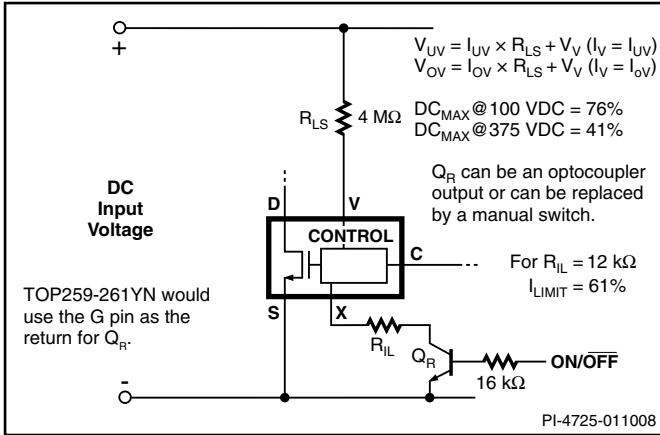 +
V_UV = I_UV × R_LS + V_V (I_V = I_UV)
V_OV = I_OV × R_LS + V_V (I_V = I_oV)
R_LS 4 MΩ
DC_MAX@100 VDC = 76%
DC_MAX@375 VDC = 41%
Q_R can be an optocoupler
output or can be replaced
by a manual switch.
DC
Input
Voltage
D V
CONTROL
C
For R_IL = 12 kΩ
I_LIMIT = 61%
TOP259-261YN would
use the G pin as the
return for Q_R.
S X
R_IL
Q_R
ON/O̅F̅F̅
16 kΩ
-
PI-4725-011008